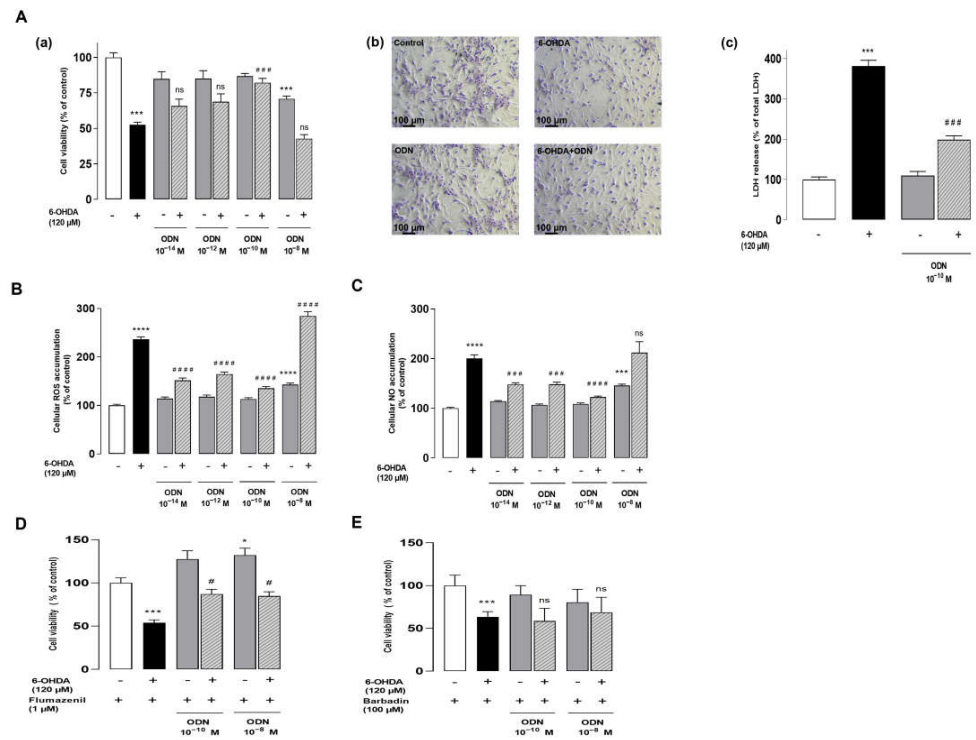 A
(a)
Cell viability (% of control)
100
75
50
25
0
***
ns
ns
###
***
ns
6-OHDA
(120 µM)
- + - + - + - + - +
ODN ODN ODN ODN
10⁻¹⁴ M 10⁻¹² M 10⁻¹⁰ M 10⁻⁸ M
(b)
Control
100 µm
6-OHDA
100 µm
ODN
100 µm
6-OHDA+ODN
100 µm
(c)
LDH release (% of total LDH)
400
300
200
100
0
***
###
6-OHDA
(120 µM)
- + - +
ODN
10⁻¹⁰ M
B
Cellular ROS accumulation
(% of control)
300
200
100
0
****
####
####
####
****
####
6-OHDA
(120 µM)
- + - + - + - + - +
ODN ODN ODN ODN
10⁻¹⁴ M 10⁻¹² M 10⁻¹⁰ M 10⁻⁸ M
C
Cellular NO accumulation
(% of control)
300
200
100
0
****
###
###
####
***
ns
6-OHDA
(120 µM)
- + - + - + - + - +
ODN ODN ODN ODN
10⁻¹⁴ M 10⁻¹² M 10⁻¹⁰ M 10⁻⁸ M
D
Cell viability ( % of control)
150
100
50
0
***
#
*
#
6-OHDA
(120 µM)
- + - + - +
Flumazenil
(1 µM)
+ + + + + +
ODN ODN
10⁻¹⁰ M 10⁻⁸ M
E
Cell viability ( % of control)
150
100
50
0
***
ns
ns
6-OHDA
(120 µM)
- + - + - +
Barbadin
(100 µM)
+ + + + + +
ODN ODN
10⁻¹⁰ M 10⁻⁸ M